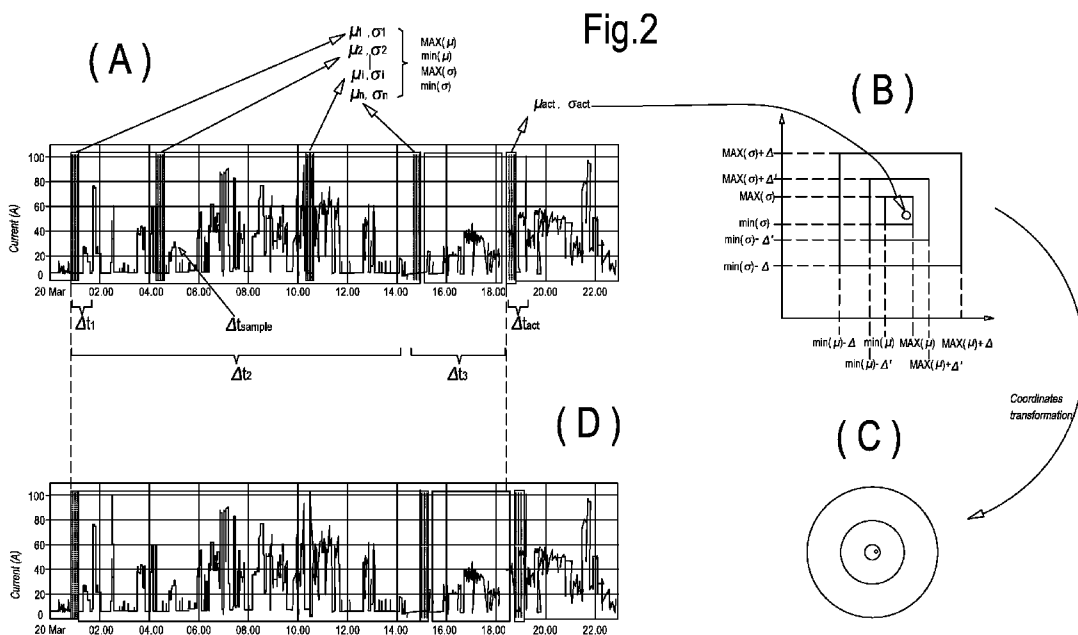 Fig.2
( A )
μ1 , σ1
μ2 , σ2
μi , σi
μn, σn
MAX(μ)
min(μ)
MAX(σ)
min(σ)
μact , σact
Current (A)
100
80
60
40
20
0
20 Mar 02.00 04.00 06.00 08.00 10.00 12.00 14.00 16.00 18.00 20.00 22.00
Δt1
Δtsample
Δtact
Δt2
Δt3
( B )
MAX(σ)+ Δ
MAX(σ)+ Δ'
MAX(σ)
min(σ)
min(σ)- Δ'
min(σ)- Δ
min(μ)- Δ min(μ) MAX(μ) MAX(μ)+ Δ
min(μ)- Δ' MAX(μ)+Δ'
Coordinates
transformation
( C )
( D )
Current (A)
100
80
60
40
20
0
20 Mar 02.00 04.00 06.00 08.00 10.00 12.00 14.00 16.00 18.00 20.00 22.00